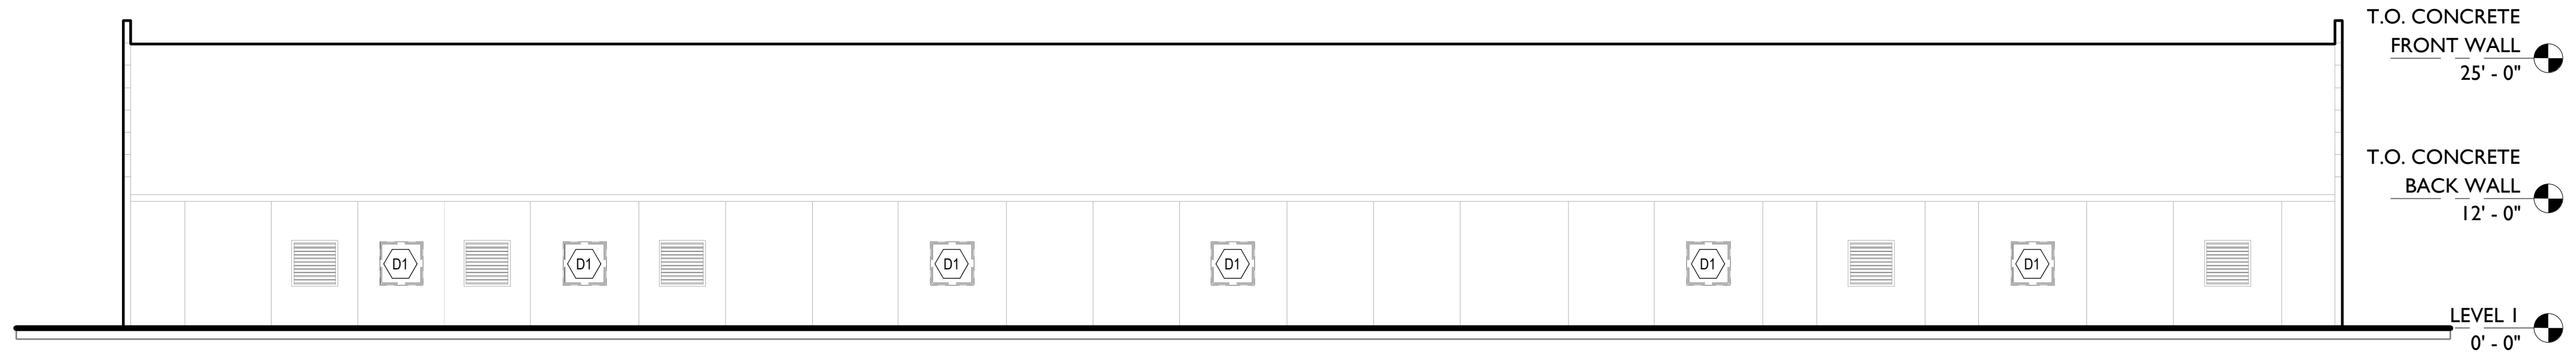 T.O. CONCRETE
FRONT WALL
25' - 0"
T.O. CONCRETE
BACK WALL
12' - 0"
D1 D1 D1 D1 D1 D1
LEVEL 1
0' - 0"